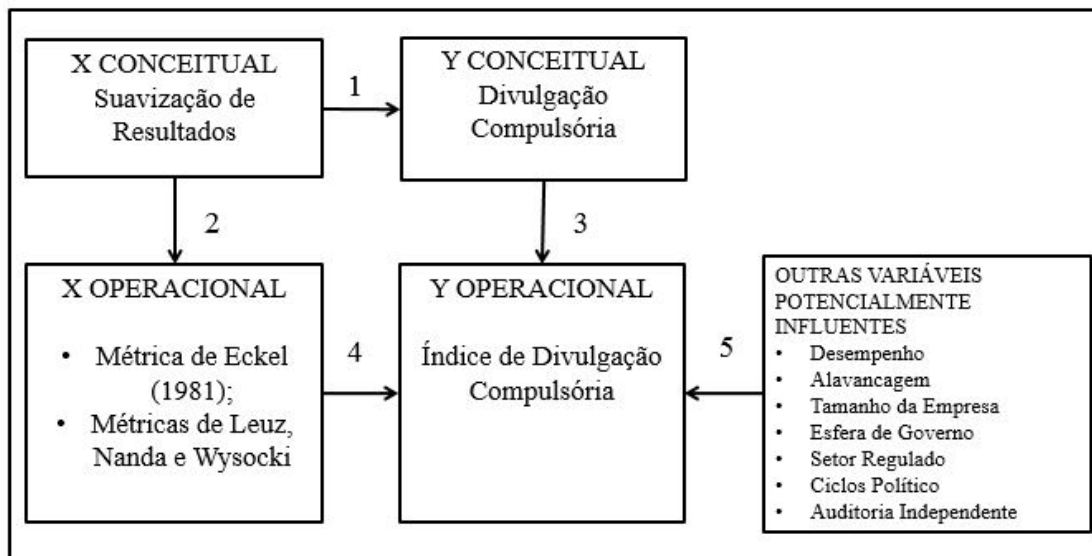 X CONCEITUAL
Suavização de
Resultados
1
Y CONCEITUAL
Divulgação
Compulsória
2
3
X OPERACIONAL
• Métrica de Eckel
(1981);
• Métricas de Leuz,
Nanda e Wysocki
4
Y OPERACIONAL
Índice de Divulgação
Compulsória
5
OUTRAS VARIÁVEIS
POTENCIALMENTE
INFLUENTES
• Desempenho
• Alavancagem
• Tamanho da Empresa
• Esfera de Governo
• Setor Regulado
• Ciclos Político
• Auditoria Independente